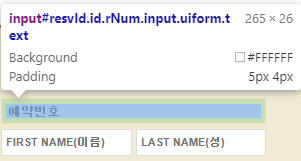 input#resvId.id.rNum.input.uiform.t
ext
265 × 26
Background #FFFFFF
Padding 5px 4px
예약번호
FIRST NAME(이름) LAST NAME(성)